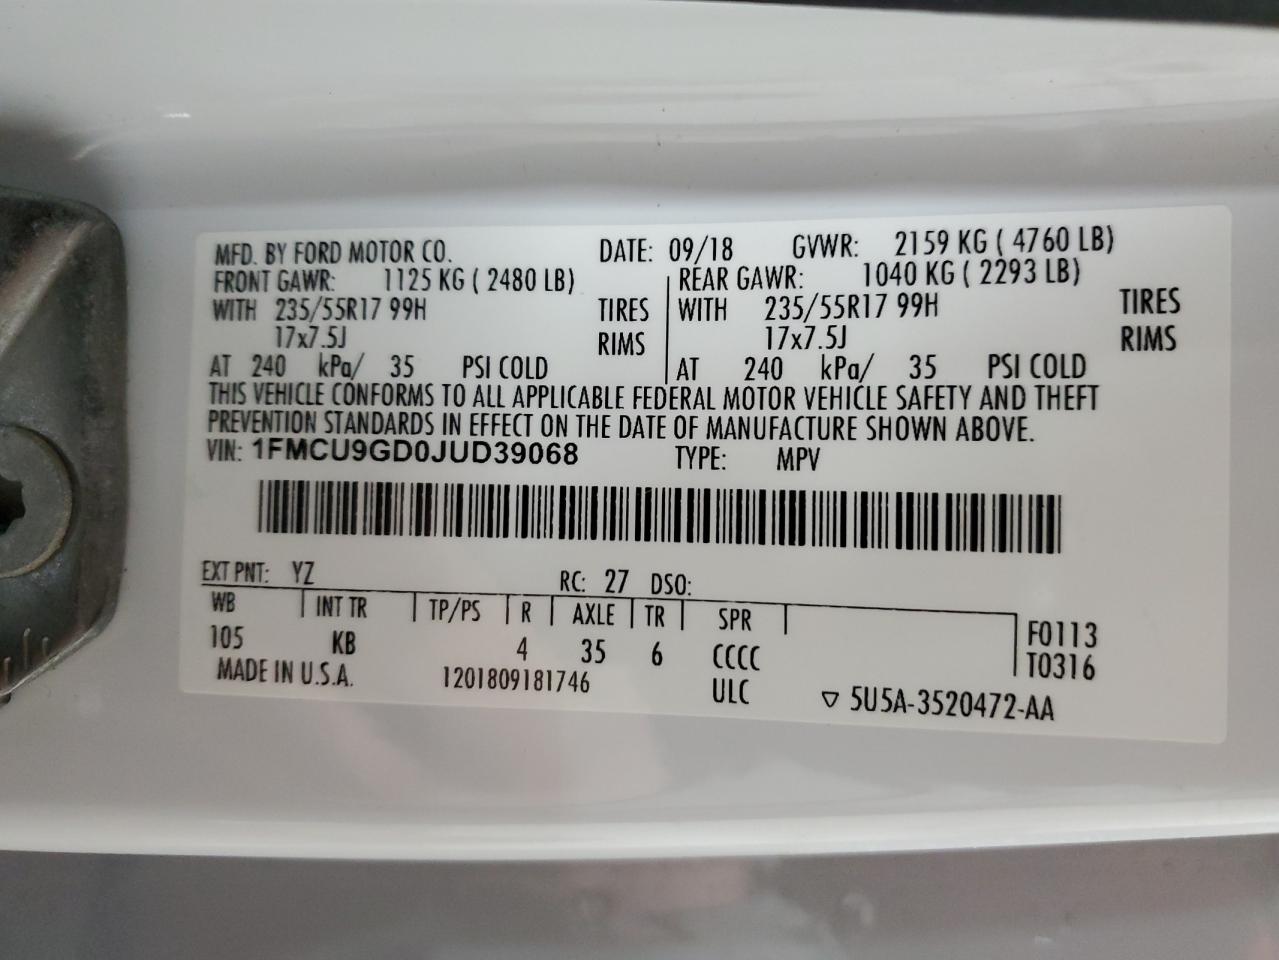 MFD. BY FORD MOTOR CO. DATE: 09/18 GVWR: 2159 KG ( 4760 LB)
FRONT GAWR: 1125 KG ( 2480 LB) REAR GAWR: 1040 KG ( 2293 LB)
WITH 235/55R17 99H TIRES WITH 235/55R17 99H TIRES
17x7.5J RIMS 17x7.5J RIMS
AT 240 kPa/ 35 PSI COLD AT 240 kPa/ 35 PSI COLD
THIS VEHICLE CONFORMS TO ALL APPLICABLE FEDERAL MOTOR VEHICLE SAFETY AND THEFT
PREVENTION STANDARDS IN EFFECT ON THE DATE OF MANUFACTURE SHOWN ABOVE.
VIN: 1FMCU9GD0JUD39068 TYPE: MPV
EXT PNT: YZ RC: 27 DSO:
WB INT TR TP/PS R AXLE TR SPR
105 KB 4 35 6 CCCC F0113
T0316
MADE IN U.S.A. 1201809181746 ULC ▽ 5U5A-3520472-AA